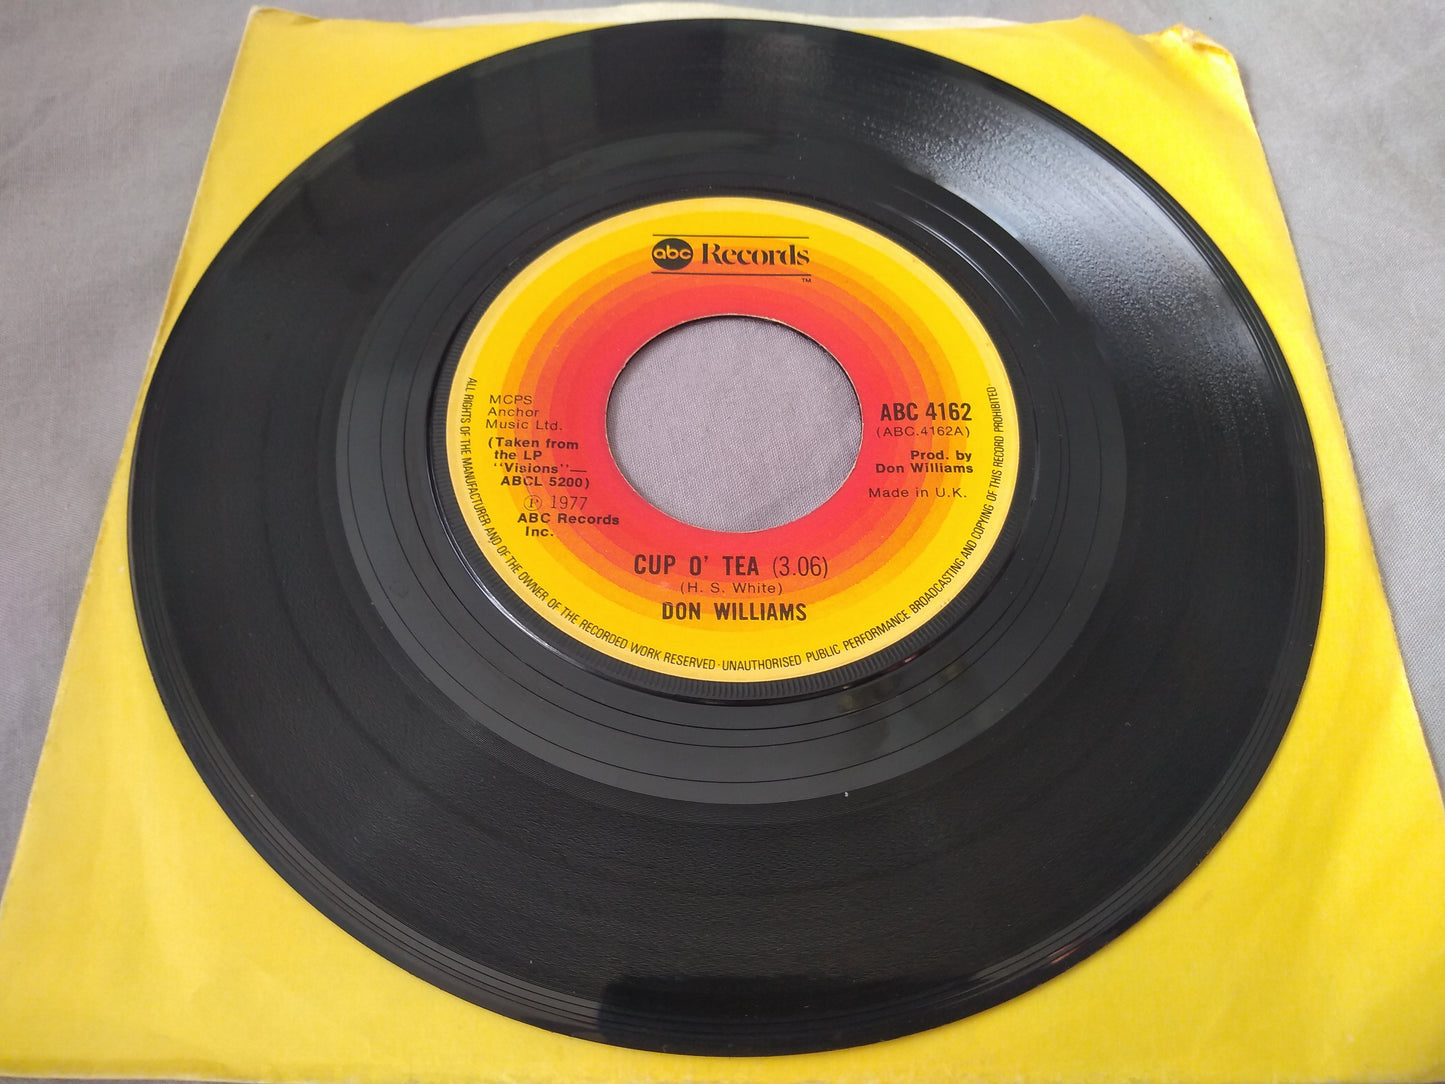 abc Records
TM
MCPS
Anchor
Music Ltd.
(Taken from
the LP
"Visions"—
ABCL 5200)
Ⓟ 1977
ABC Records
Inc.
ABC 4162
(ABC.4162A)
Prod. by
Don Williams
Made in U.K.
CUP O' TEA (3.06)
(H. S. White)
DON WILLIAMS
ALL RIGHTS OF THE MANUFACTURER AND OF THE OWNER OF THE RECORDED WORK RESERVED·UNAUTHORISED PUBLIC PERFORMANCE BROADCASTING AND COPYING OF THIS RECORD PROHIBITED.